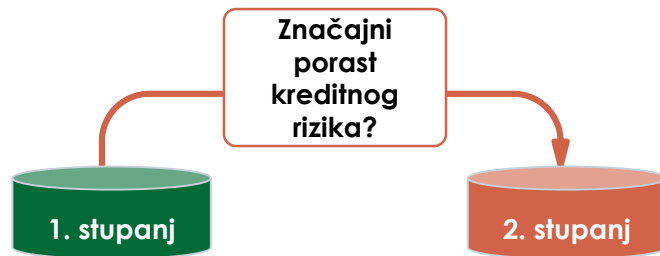 Značajni
porast
kreditnog
rizika?
1. stupanj
2. stupanj